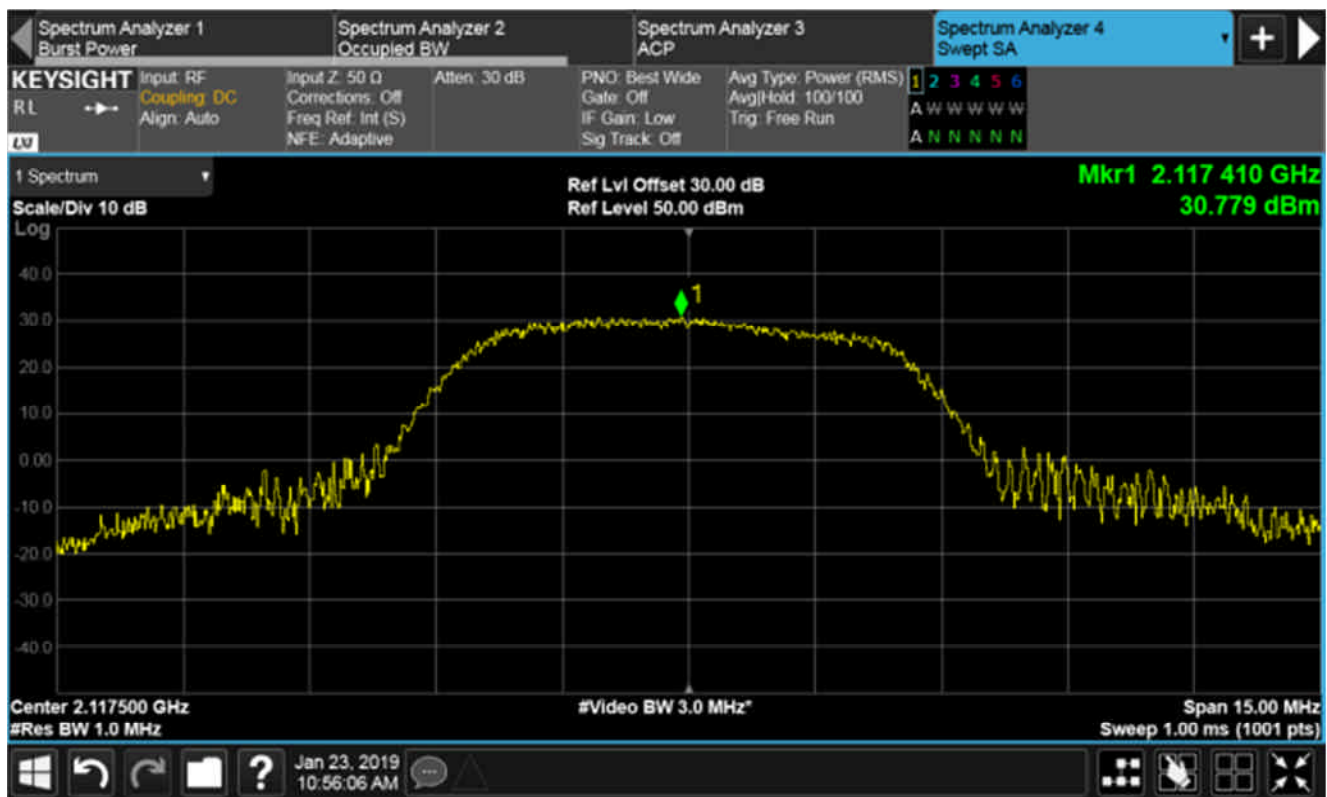 Spectrum Analyzer 1
Burst Power
Spectrum Analyzer 2
Occupied BW
Spectrum Analyzer 3
ACP
Spectrum Analyzer 4
Swept SA
KEYSIGHT
RL
LXI
Input: RF
Coupling: DC
Align: Auto
Input Z: 50 Ω
Corrections: Off
Freq Ref: Int (S)
NFE: Adaptive
Atten: 30 dB
PNO: Best Wide
Gate: Off
IF Gain: Low
Sig Track: Off
Avg Type: Power (RMS)
Avg|Hold: 100/100
Trig: Free Run
1 2 3 4 5 6
A W W W W W
A N N N N N
1 Spectrum
Scale/Div 10 dB
Log
Ref Lvl Offset 30.00 dB
Ref Level 50.00 dBm
Mkr1 2.117 410 GHz
30.779 dBm
40.0
30.0
20.0
10.0
0.00
-10.0
-20.0
-30.0
-40.0
1
Center 2.117500 GHz
#Res BW 1.0 MHz
#Video BW 3.0 MHz*
Span 15.00 MHz
Sweep 1.00 ms (1001 pts)
?
Jan 23, 2019
10:56:06 AM